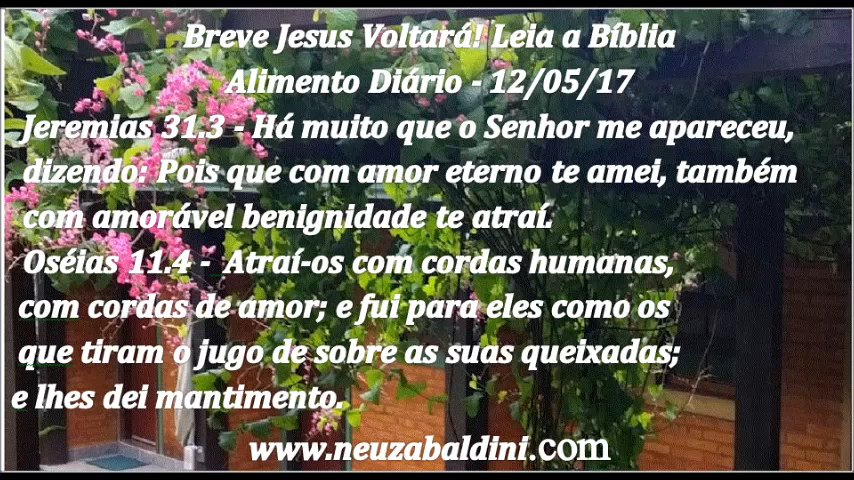 Breve Jesus Voltará! Leia a Bíblia
Alimento Diário - 12/05/17
Jeremias 31.3 - Há muito que o Senhor me apareceu,
dizendo: Pois que com amor eterno te amei, também
com amorável benignidade te atraí.
Oséias 11.4 - Atraí-os com cordas humanas,
com cordas de amor; e fui para eles como os
que tiram o jugo de sobre as suas queixadas;
e lhes dei mantimento.
www.neuzabaldini.com